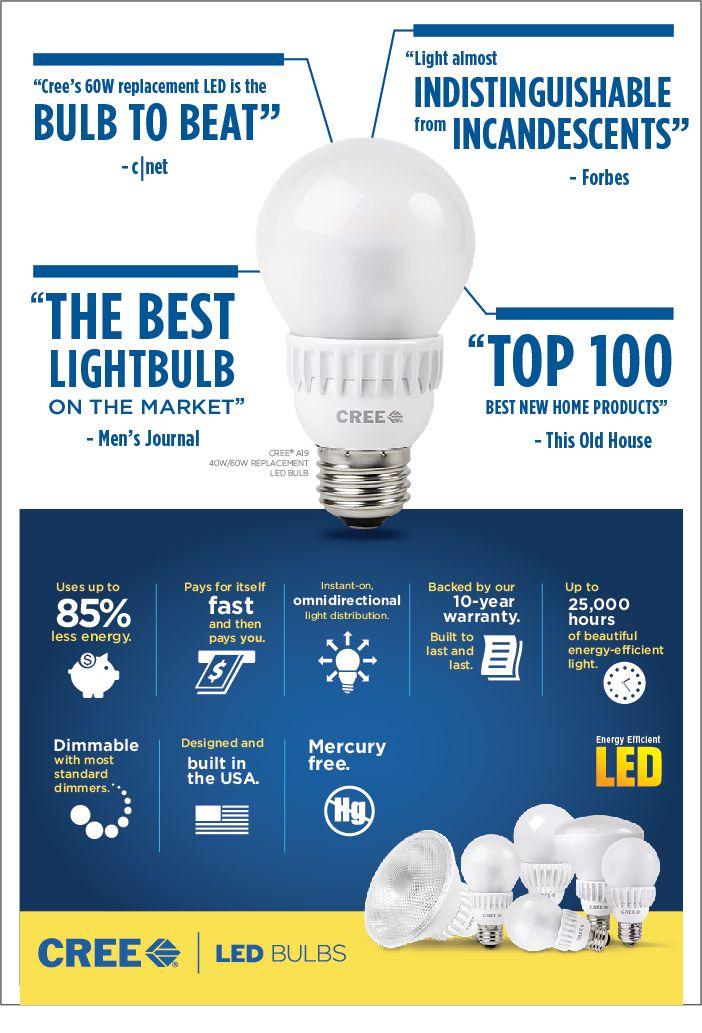 “Cree’s 60W replacement LED is the
BULB TO BEAT”
- c|net
“Light almost
INDISTINGUISHABLE
from INCANDESCENTS”
- Forbes
“THE BEST
LIGHTBULB
ON THE MARKET”
- Men’s Journal
“TOP 100
BEST NEW HOME PRODUCTS”
- This Old House
CREE
CREE® A19
40W/60W REPLACEMENT
LED BULB
Uses up to
85%
less energy.
$
Pays for itself
fast
and then
pays you.
$
Instant-on,
omnidirectional
light distribution.
Backed by our
10-year
warranty.
Built to
last and
last.
Up to
25,000
hours
of beautiful
energy-efficient
light.
Dimmable
with most
standard
dimmers.
Designed and
built in
the USA.
Mercury
free.
Hg
Energy Efficient
LED
CREE
CREE
CREE
CREE
CREE® | LED BULBS